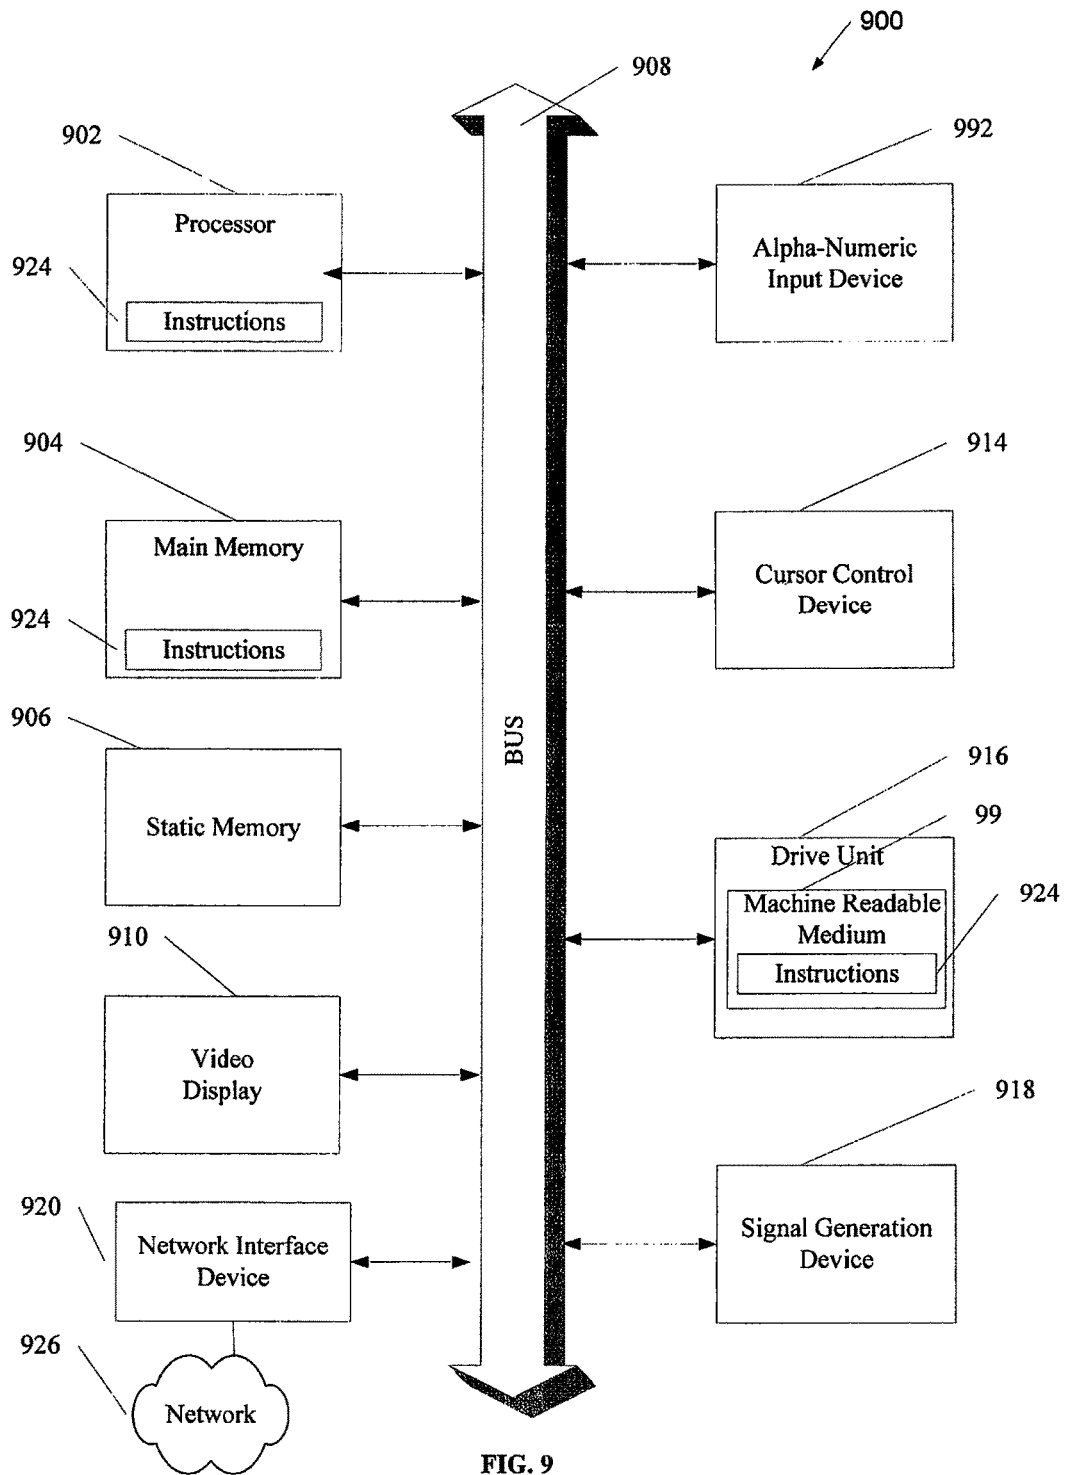 900
908
902
992
Processor
924
Instructions
Alpha-Numeric
Input Device
904
914
Main Memory
924
Instructions
Cursor Control
Device
906
Static Memory
BUS
916
99
Drive Unit
Machine Readable
Medium
924
Instructions
910
Video
Display
918
Signal Generation
Device
920
Network Interface
Device
926
Network
FIG. 9